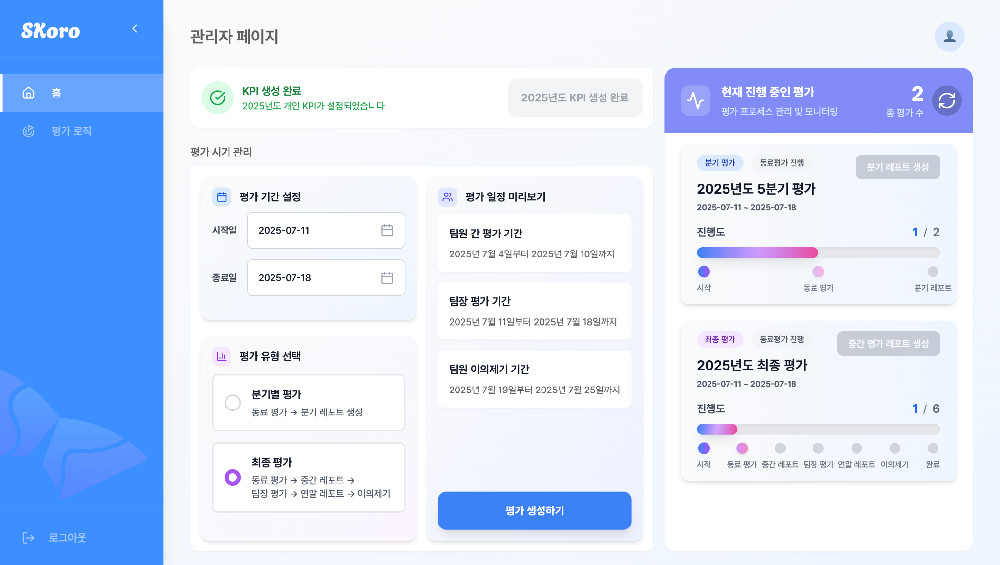 SKoro
홈
평가 로직
로그아웃
관리자 페이지
KPI 생성 완료
2025년도 개인 KPI가 설정되었습니다
2025년도 KPI 생성 완료
평가 시기 관리
평가 기간 설정
시작일
2025-07-11
종료일
2025-07-18
평가 유형 선택
분기별 평가
동료 평가 → 분기 레포트 생성
최종 평가
동료 평가 → 중간 레포트 →
팀장 평가 → 연말 레포트 → 이의제기
평가 일정 미리보기
팀원 간 평가 기간
2025년 7월 4일부터 2025년 7월 10일까지
팀장 평가 기간
2025년 7월 11일부터 2025년 7월 18일까지
팀원 이의제기 기간
2025년 7월 19일부터 2025년 7월 25일까지
평가 생성하기
현재 진행 중인 평가
평가 프로세스 관리 및 모니터링
2
총 평가 수
분기 평가 동료평가 진행
분기 레포트 생성
2025년도 5분기 평가
2025-07-11 ~ 2025-07-18
진행도 1 / 2
시작 동료 평가 분기 레포트
최종 평가 동료평가 진행
중간 평가 레포트 생성
2025년도 최종 평가
2025-07-11 ~ 2025-07-18
진행도 1 / 6
시작 동료 평가 중간 레포트 팀장 평가 연말 레포트 이의제기 완료